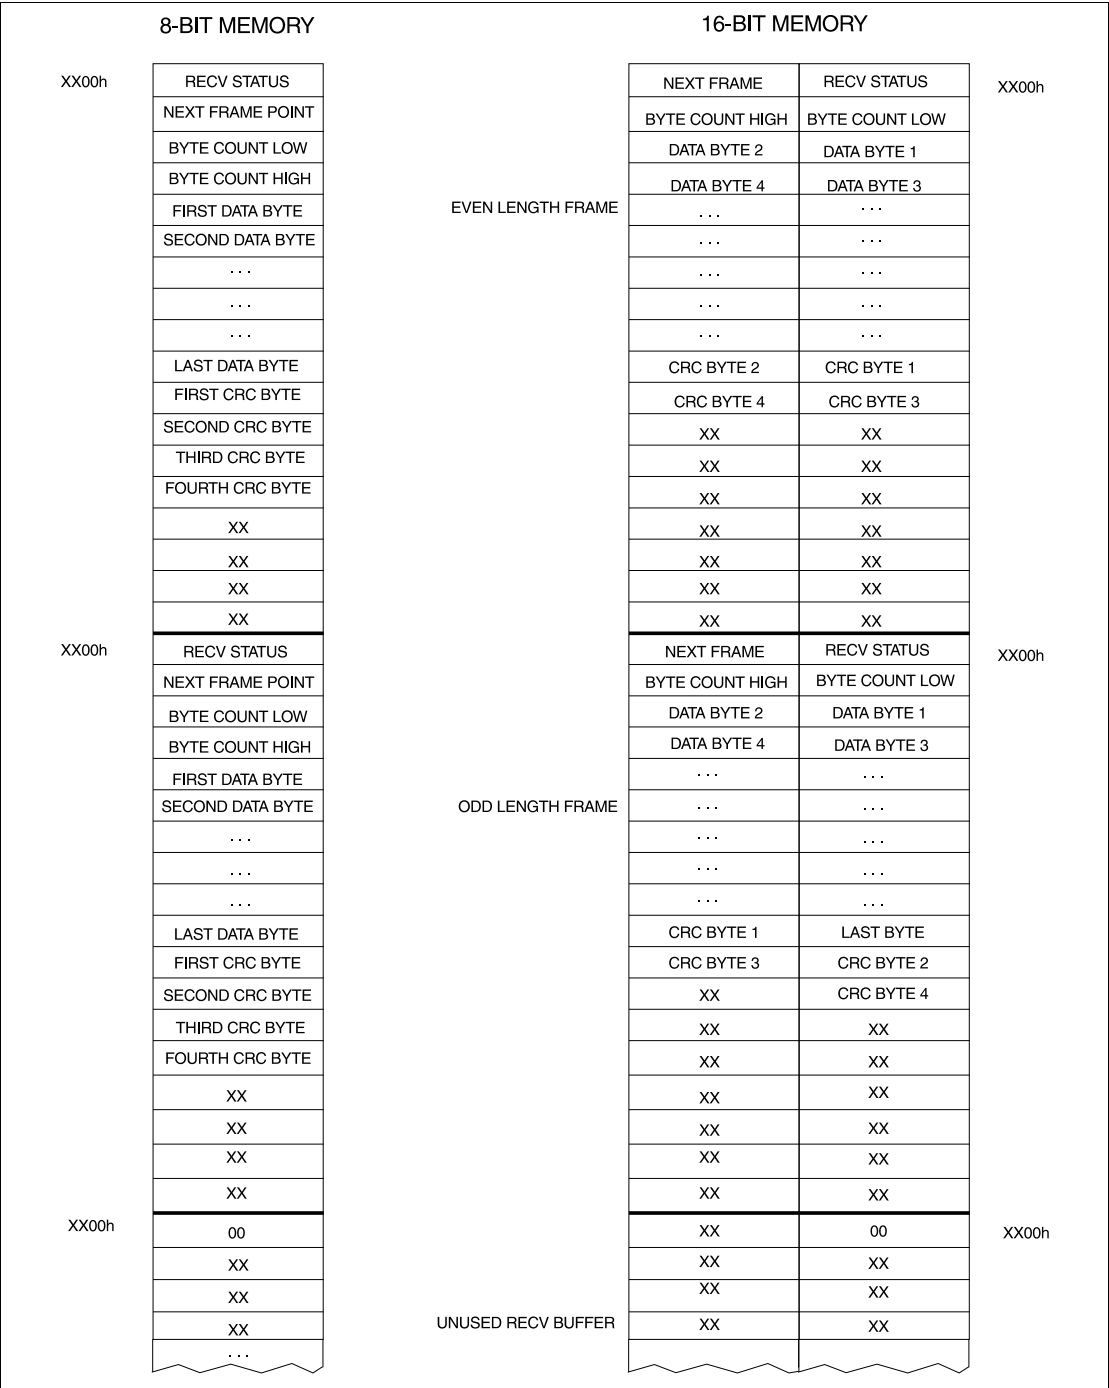 8-BIT MEMORY 16-BIT MEMORY
XX00h RECV STATUS NEXT FRAME RECV STATUS XX00h
NEXT FRAME POINT BYTE COUNT HIGH BYTE COUNT LOW
BYTE COUNT LOW DATA BYTE 2 DATA BYTE 1
BYTE COUNT HIGH DATA BYTE 4 DATA BYTE 3
FIRST DATA BYTE EVEN LENGTH FRAME . . . . . .
SECOND DATA BYTE . . . . . .
. . . . . . . . .
. . . . . . . . .
. . . . . . . . .
LAST DATA BYTE CRC BYTE 2 CRC BYTE 1
FIRST CRC BYTE CRC BYTE 4 CRC BYTE 3
SECOND CRC BYTE XX XX
THIRD CRC BYTE XX XX
FOURTH CRC BYTE XX XX
XX XX XX
XX XX XX
XX XX XX
XX XX XX
XX00h RECV STATUS NEXT FRAME RECV STATUS XX00h
NEXT FRAME POINT BYTE COUNT HIGH BYTE COUNT LOW
BYTE COUNT LOW DATA BYTE 2 DATA BYTE 1
BYTE COUNT HIGH DATA BYTE 4 DATA BYTE 3
FIRST DATA BYTE . . . . . .
SECOND DATA BYTE ODD LENGTH FRAME . . . . . .
. . . . . . . . .
. . . . . . . . .
. . . . . . . . .
LAST DATA BYTE CRC BYTE 1 LAST BYTE
FIRST CRC BYTE CRC BYTE 3 CRC BYTE 2
SECOND CRC BYTE XX CRC BYTE 4
THIRD CRC BYTE XX XX
FOURTH CRC BYTE XX XX
XX XX XX
XX XX XX
XX XX XX
XX XX XX
XX00h 00 XX 00 XX00h
XX XX XX
XX XX XX
XX UNUSED RECV BUFFER XX XX
. . .